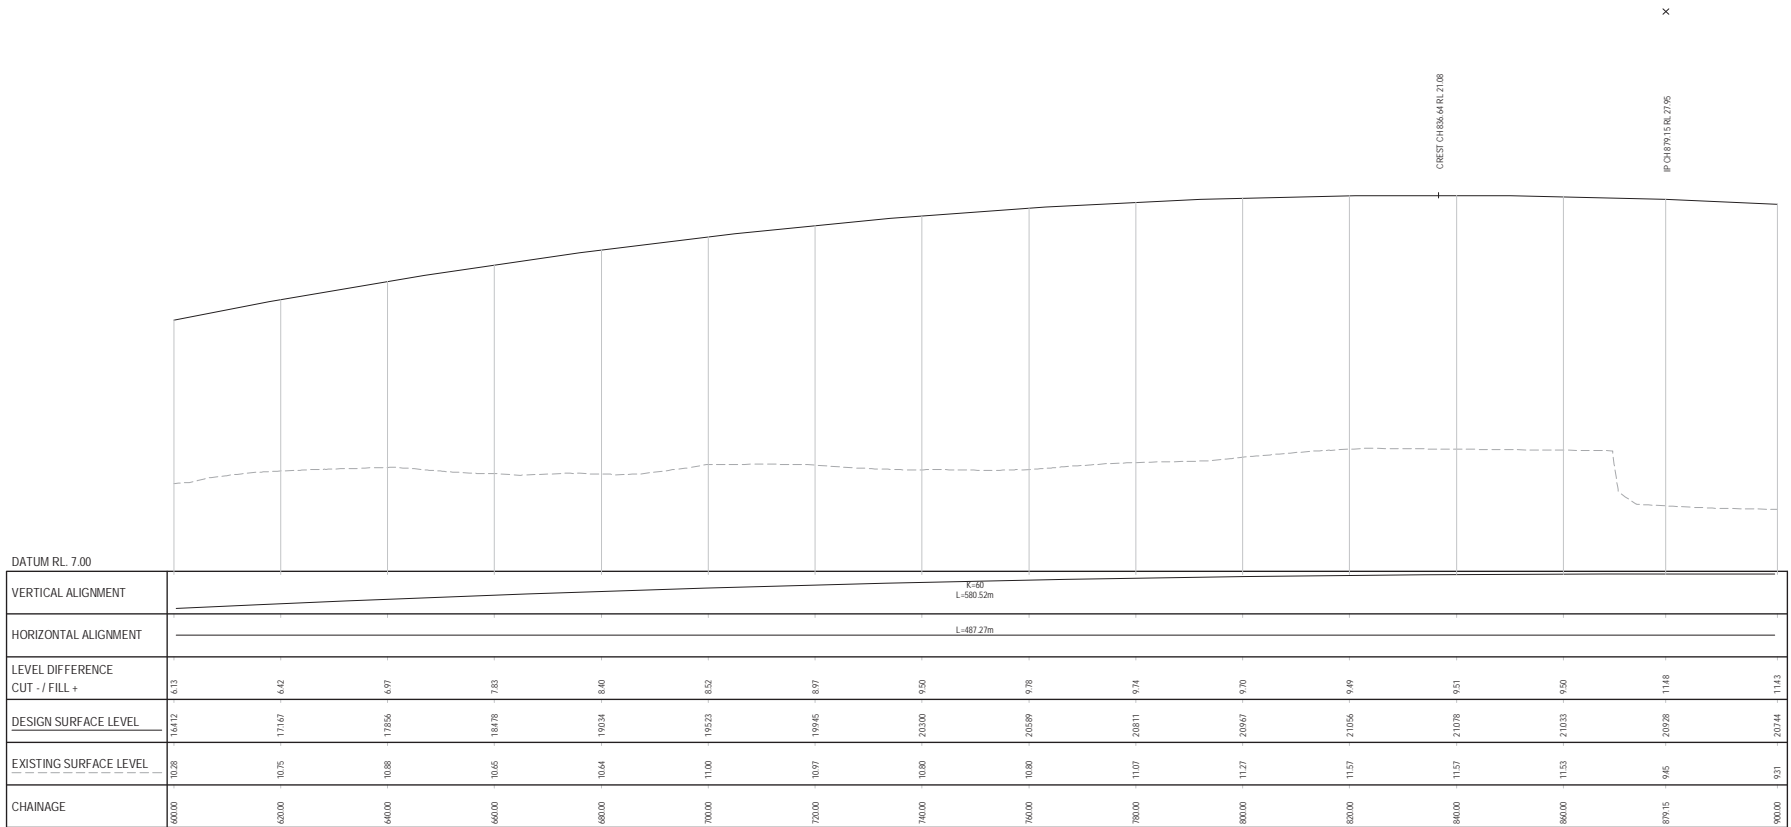 ×
CREST CH 836.64 RL 21.08
IP CH 879.15 RL 27.95
DATUM RL. 7.00
VERTICAL ALIGNMENT
K=60
L=580.52m
HORIZONTAL ALIGNMENT
L=487.27m
LEVEL DIFFERENCE
CUT - / FILL +
6.13 6.42 6.97 7.83 8.40 8.52 8.97 9.50 9.78 9.74 9.70 9.49 9.51 9.50 11.48 11.43
DESIGN SURFACE LEVEL
16.412 17.167 17.856 18.478 19.034 19.523 19.945 20.300 20.589 20.811 20.967 21.056 21.078 21.033 20.928 20.744
EXISTING SURFACE LEVEL
10.28 10.75 10.88 10.65 10.64 11.00 10.97 10.80 10.80 11.07 11.27 11.57 11.57 11.53 9.45 9.31
CHAINAGE
600.00 620.00 640.00 660.00 680.00 700.00 720.00 740.00 760.00 780.00 800.00 820.00 840.00 860.00 879.15 900.00